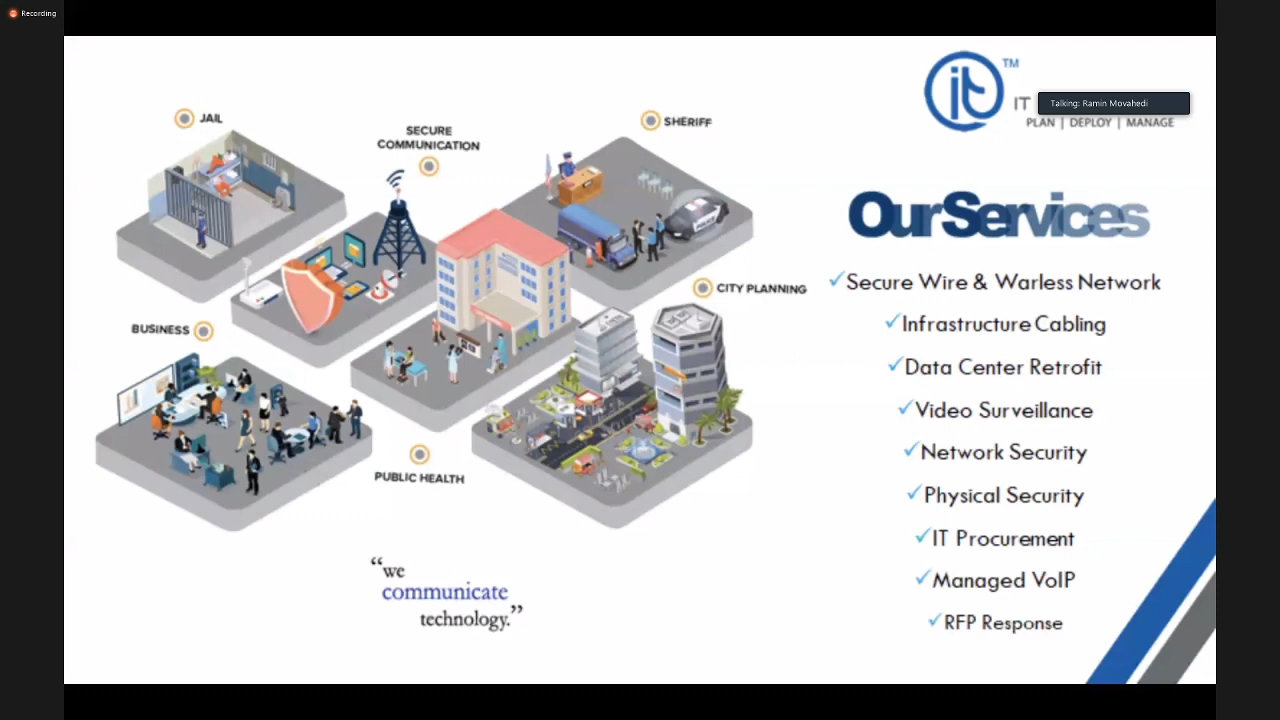 Recording
it
TM
IT
Talking: Ramin Movahedi
PLAN | DEPLOY | MANAGE
JAIL
SECURE
COMMUNICATION
SHERIFF
CITY PLANNING
BUSINESS
PUBLIC HEALTH
POLICE
“we
communicate
technology.”
OurServices
✓Secure Wire & Warless Network
✓Infrastructure Cabling
✓Data Center Retrofit
✓Video Surveillance
✓Network Security
✓Physical Security
✓IT Procurement
✓Managed VoIP
✓RFP Response